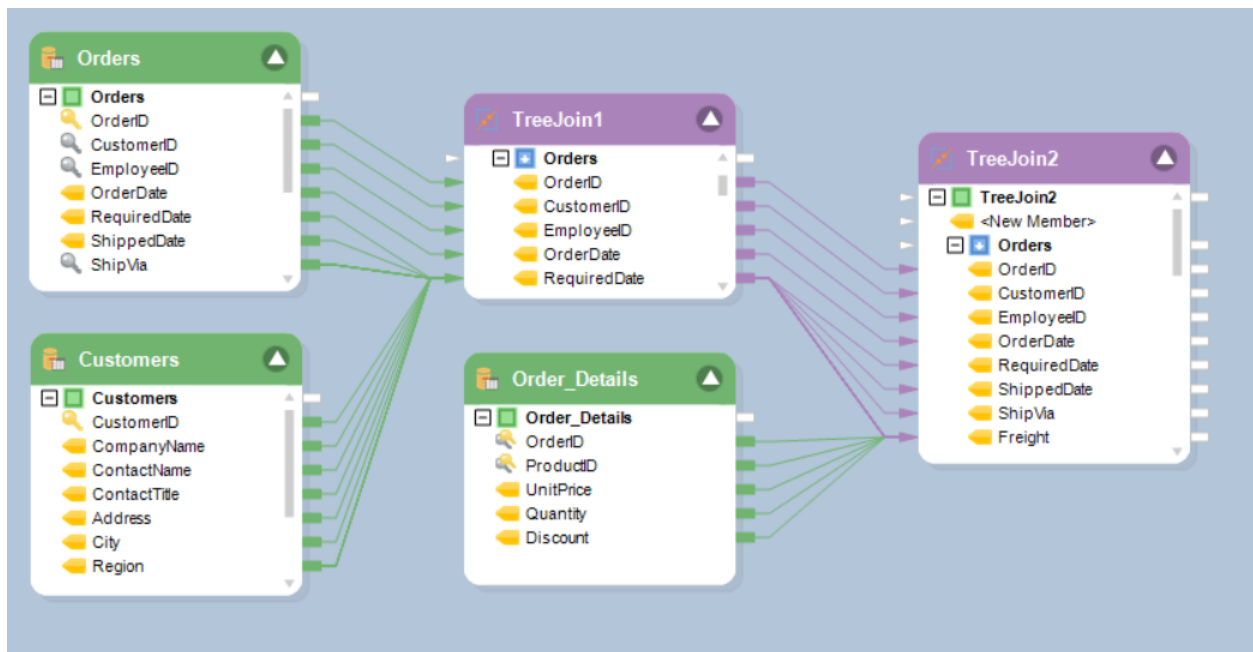 Orders
Orders
OrderID
CustomerID
EmployeeID
OrderDate
RequiredDate
ShippedDate
ShipVia
Customers
Customers
CustomerID
CompanyName
ContactName
ContactTitle
Address
City
Region
TreeJoin1
Orders
OrderID
CustomerID
EmployeeID
OrderDate
RequiredDate
Order_Details
Order_Details
OrderID
ProductID
UnitPrice
Quantity
Discount
TreeJoin2
TreeJoin2
<New Member>
Orders
OrderID
CustomerID
EmployeeID
OrderDate
RequiredDate
ShippedDate
ShipVia
Freight